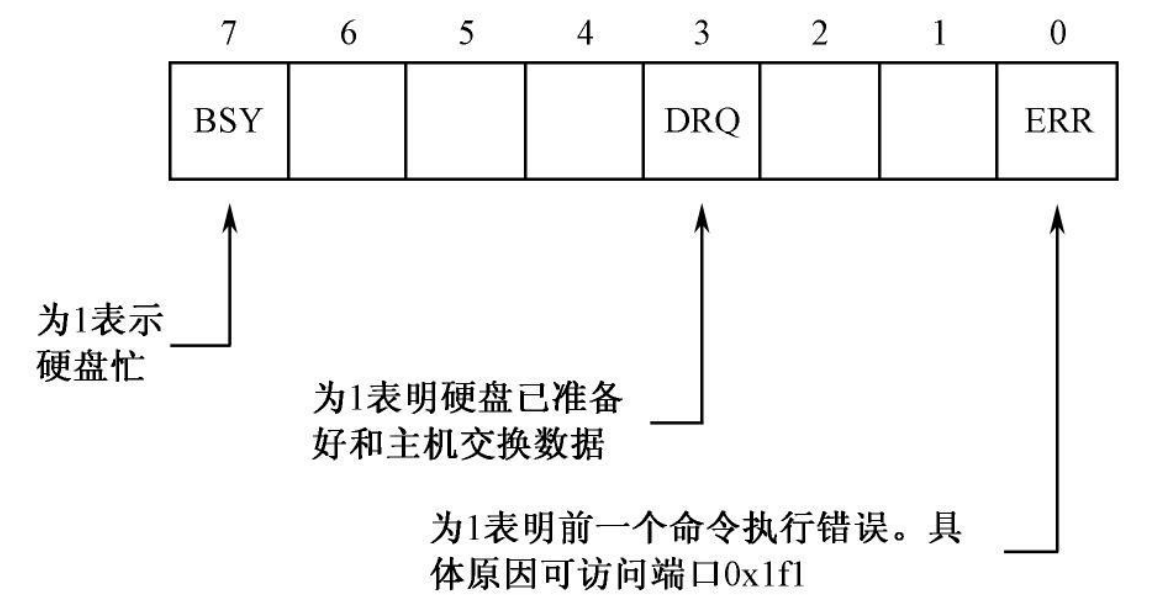 7 6 5 4 3 2 1 0
BSY DRQ ERR
为1表示
硬盘忙
为1表明硬盘已准备
好和主机交换数据
为1表明前一个命令执行错误。具
体原因可访问端口0x1f1